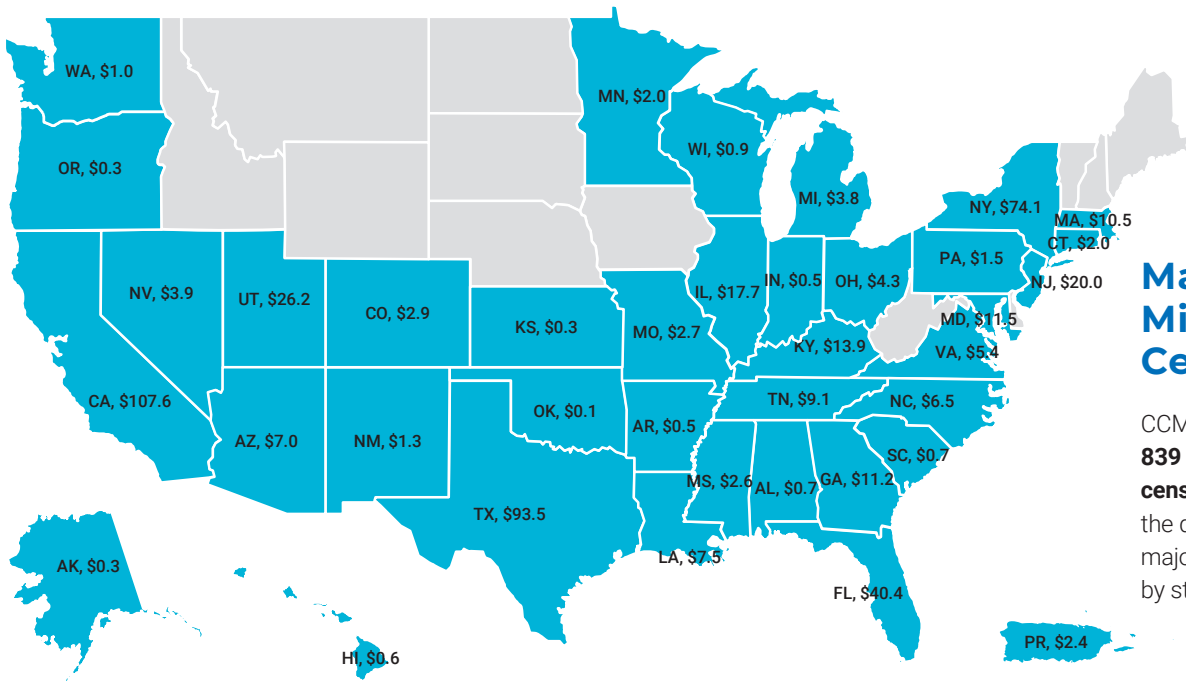 WA, $1.0
MN, $2.0
WI, $0.9
OR, $0.3
MI, $3.8
NY, $74.1
MA, $10.5
CT, $2.0
PA, $1.5
NJ, $20.0
NV, $3.9
UT, $26.2
CO, $2.9
KS, $0.3
MO, $2.7
IL, $17.7
IN, $0.5
OH, $4.3
MD, $11.5
KY, $13.9
VA, $5.4
CA, $107.6
AZ, $7.0
NM, $1.3
OK, $0.1
AR, $0.5
TN, $9.1
NC, $6.5
SC, $0.7
MS, $2.6
AL, $0.7
GA, $11.2
TX, $93.5
LA, $7.5
FL, $40.4
AK, $0.3
HI, $0.6
PR, $2.4
Ma
Mi
Ce
CCM
839
cens
the c
majo
by st